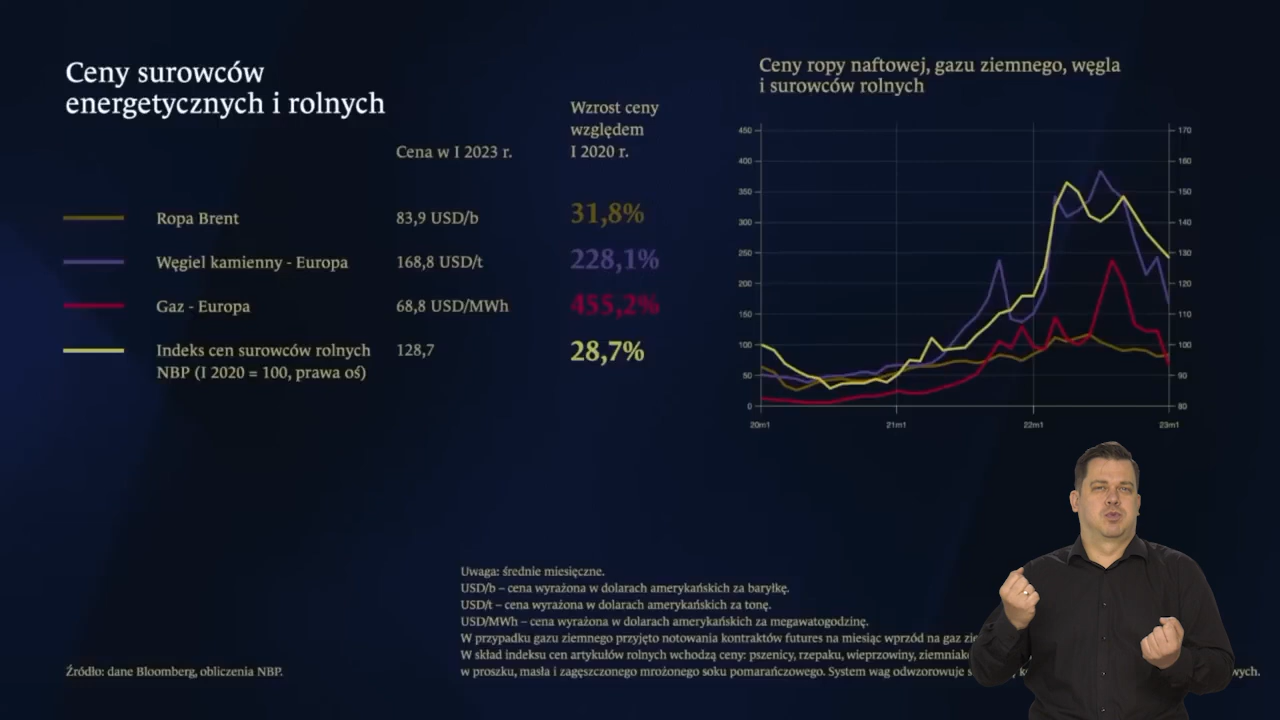 Ceny surowców
energetycznych i rolnych
Cena w I 2023 r.
Wzrost ceny
względem
I 2020 r.
Ropa Brent 83,9 USD/b 31,8%
Węgiel kamienny - Europa 168,8 USD/t 228,1%
Gaz - Europa 68,8 USD/MWh 455,2%
Indeks cen surowców rolnych 128,7 28,7%
NBP (I 2020 = 100, prawa oś)
Ceny ropy naftowej, gazu ziemnego, węgla
i surowców rolnych
450 170
400 160
350 150
300 140
250 130
200 120
150 110
100 100
50 90
0 80
20m1 21m1 22m1 23m1
Uwaga: średnie miesięczne.
USD/b – cena wyrażona w dolarach amerykańskich za baryłkę.
USD/t – cena wyrażona w dolarach amerykańskich za tonę.
USD/MWh – cena wyrażona w dolarach amerykańskich za megawatogodzinę.
W przypadku gazu ziemnego przyjęto notowania kontraktów futures na miesiąc wprzód na gaz
W skład indeksu cen artykułów rolnych wchodzą ceny: pszenicy, rzepaku, wieprzowiny,
w proszku, masła i zagęszczonego mrożonego soku pomarańczowego. System wag odwzorowuje
Źródło: dane Bloomberg, obliczenia NBP.